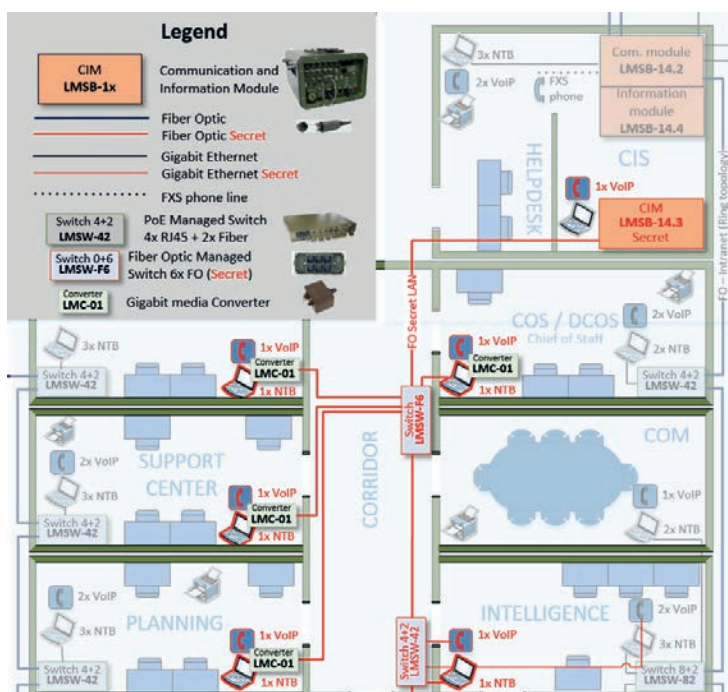 Legend
CIM
LMSB-1x
Communication and
Information Module
Fiber Optic
Fiber Optic Secret
Gigabit Ethernet
Gigabit Ethernet Secret
FXS phone line
Switch 4+2
LMSW-42
PoE Managed Switch
4x RJ45 + 2x Fiber
Switch 0+6
LMSW-F6
Fiber Optic Managed
Switch 6x FO (Secret)
Converter
LMC-01
Gigabit media Converter
3x NTB
2x VoIP
FXS
phone
Com. module
LMSB-14.2
Information
module
LMSB-14.4
CIS
HELPDESK
1x VoIP
CIM
LMSB-14.3
Secret
FO – Intranet (Ring topology)
FO Secret LAN
3x NTB
Switch 4+2
LMSW-42
1x VoIP
Converter
LMC-01
1x NTB
COS / DCOS
Chief of Staff
1x VoIP
Converter
LMC-01
1x NTB
2x VoIP
2x NTB
Switch 4+2
LMSW-42
Switch
LMSW-F6
CORRIDOR
SUPPORT
CENTER
2x VoIP
3x NTB
Switch 4+2
LMSW-42
1x VoIP
Converter
LMC-01
1x NTB
COM
1x VoIP
2x NTB
PLANNING
2x VoIP
3x NTB
Switch 4+2
LMSW-42
1x VoIP
Converter
LMC-01
1x NTB
Switch 4+2
LMSW-42
INTELLIGENCE
1x VoIP
1x NTB
2x VoIP
3x NTB
Switch 8+2
LMSW-82